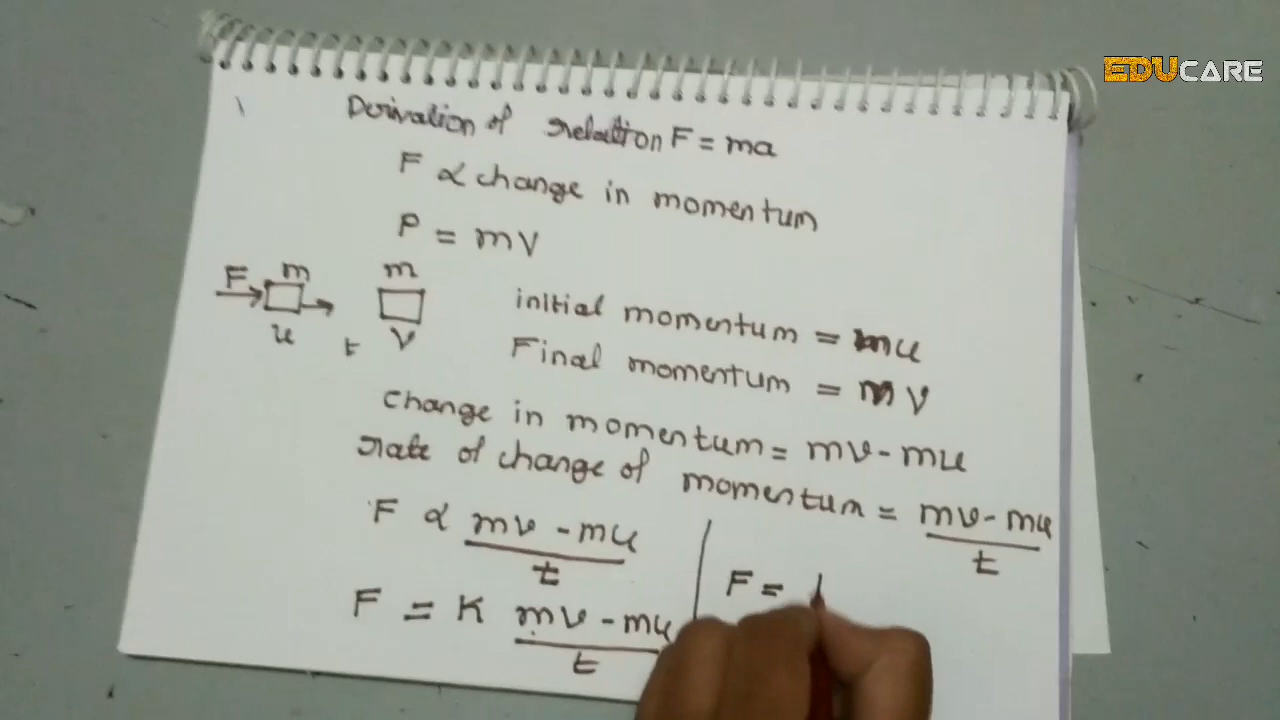 EDUCARE
Derivation of relation F = ma
F ∝ change in momentum
P = mv
F m m
u t v
initial momentum = mu
Final momentum = mv
change in momentum = mv - mu
rate of change of momentum = mv - mu / t
F ∝ mv - mu / t
F = K mv - mu / t
F =